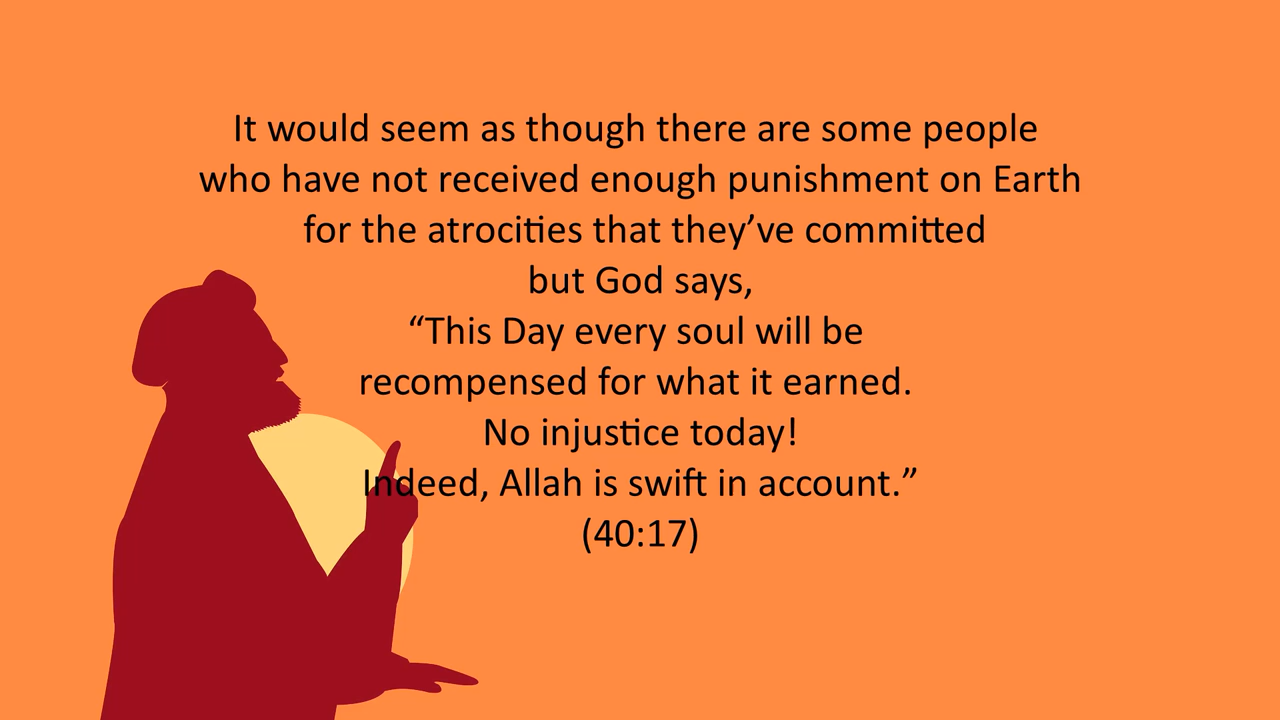 It would seem as though there are some people
who have not received enough punishment on Earth
for the atrocities that they’ve committed
but God says,
“This Day every soul will be
recompensed for what it earned.
No injustice today!
Indeed, Allah is swift in account.”
(40:17)